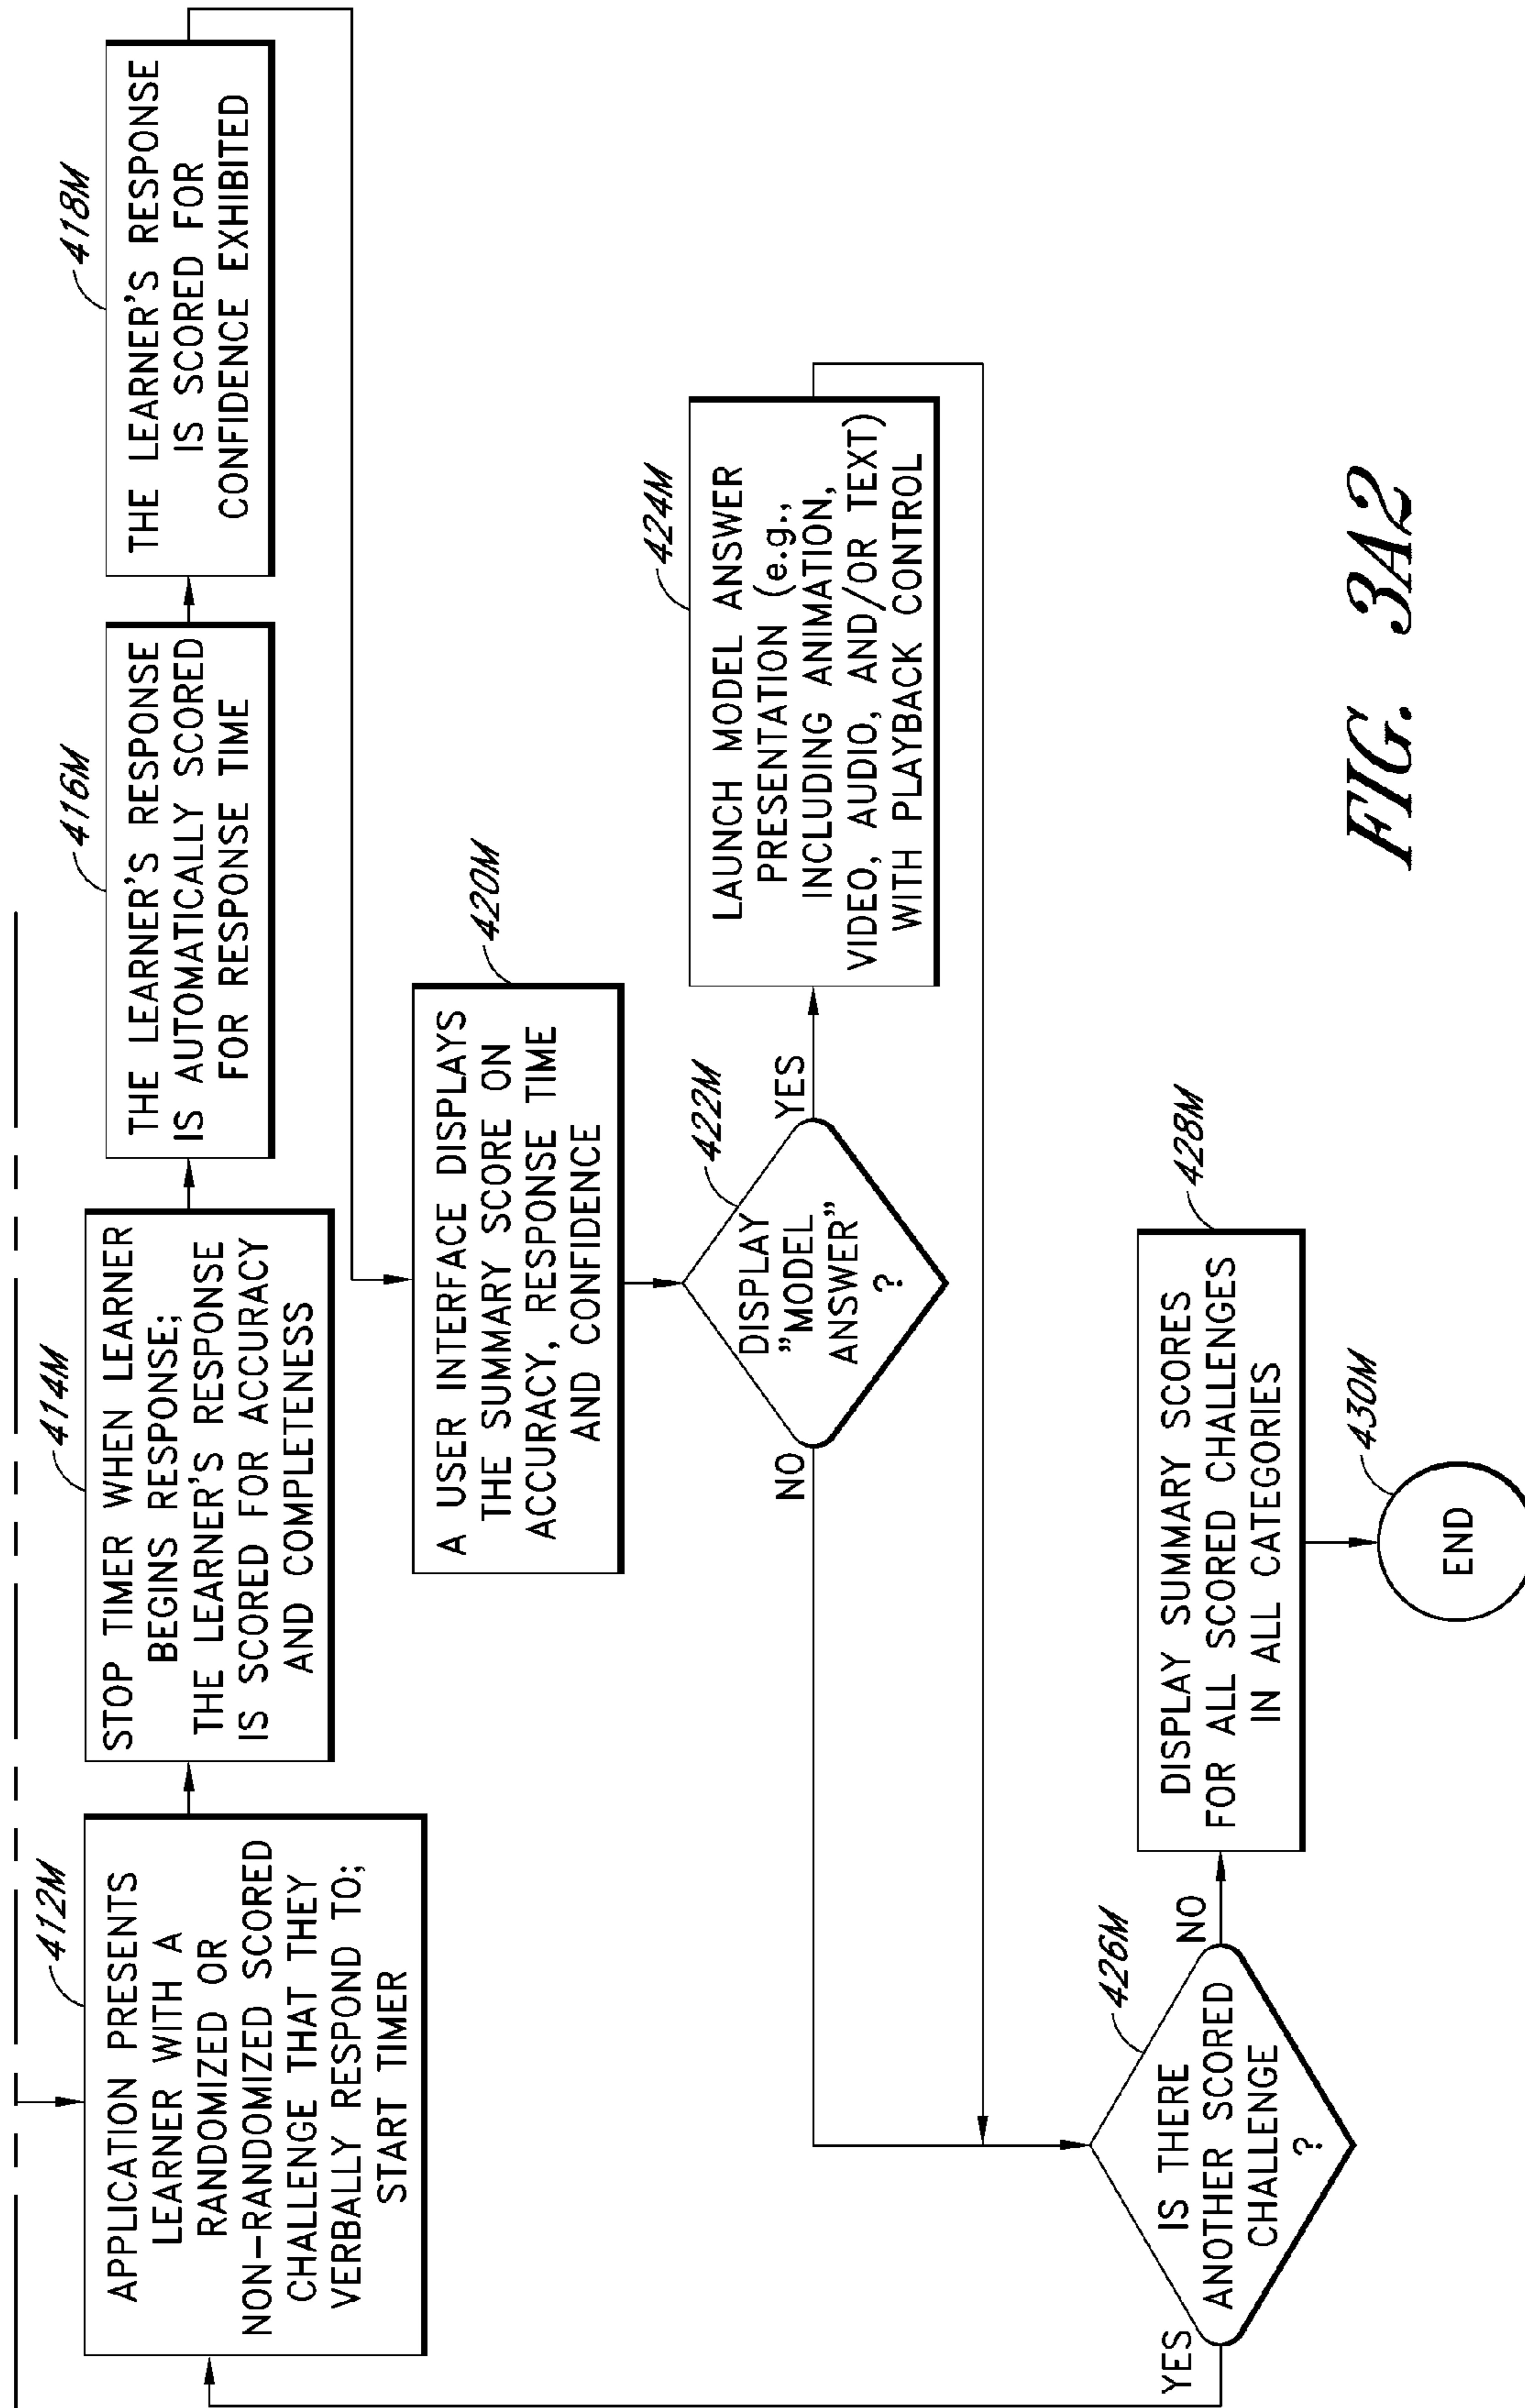 412M
APPLICATION PRESENTS
LEARNER WITH A
RANDOMIZED OR
NON-RANDOMIZED SCORED
CHALLENGE THAT THEY
VERBALLY RESPOND TO;
START TIMER
414M
STOP TIMER WHEN LEARNER
BEGINS RESPONSE;
THE LEARNER'S RESPONSE
IS SCORED FOR ACCURACY
AND COMPLETENESS
416M
THE LEARNER'S RESPONSE
IS AUTOMATICALLY SCORED
FOR RESPONSE TIME
418M
THE LEARNER'S RESPONSE
IS SCORED FOR
CONFIDENCE EXHIBITED
420M
A USER INTERFACE DISPLAYS
THE SUMMARY SCORE ON
ACCURACY, RESPONSE TIME
AND CONFIDENCE
422M
DISPLAY
"MODEL
ANSWER"
?
NO
YES
424M
LAUNCH MODEL ANSWER
PRESENTATION (e.g.,
INCLUDING ANIMATION,
VIDEO, AUDIO, AND/OR TEXT)
WITH PLAYBACK CONTROL
426M
IS THERE
ANOTHER SCORED
CHALLENGE
?
YES
NO
428M
DISPLAY SUMMARY SCORES
FOR ALL SCORED CHALLENGES
IN ALL CATEGORIES
430M
END
FIG. 3A2